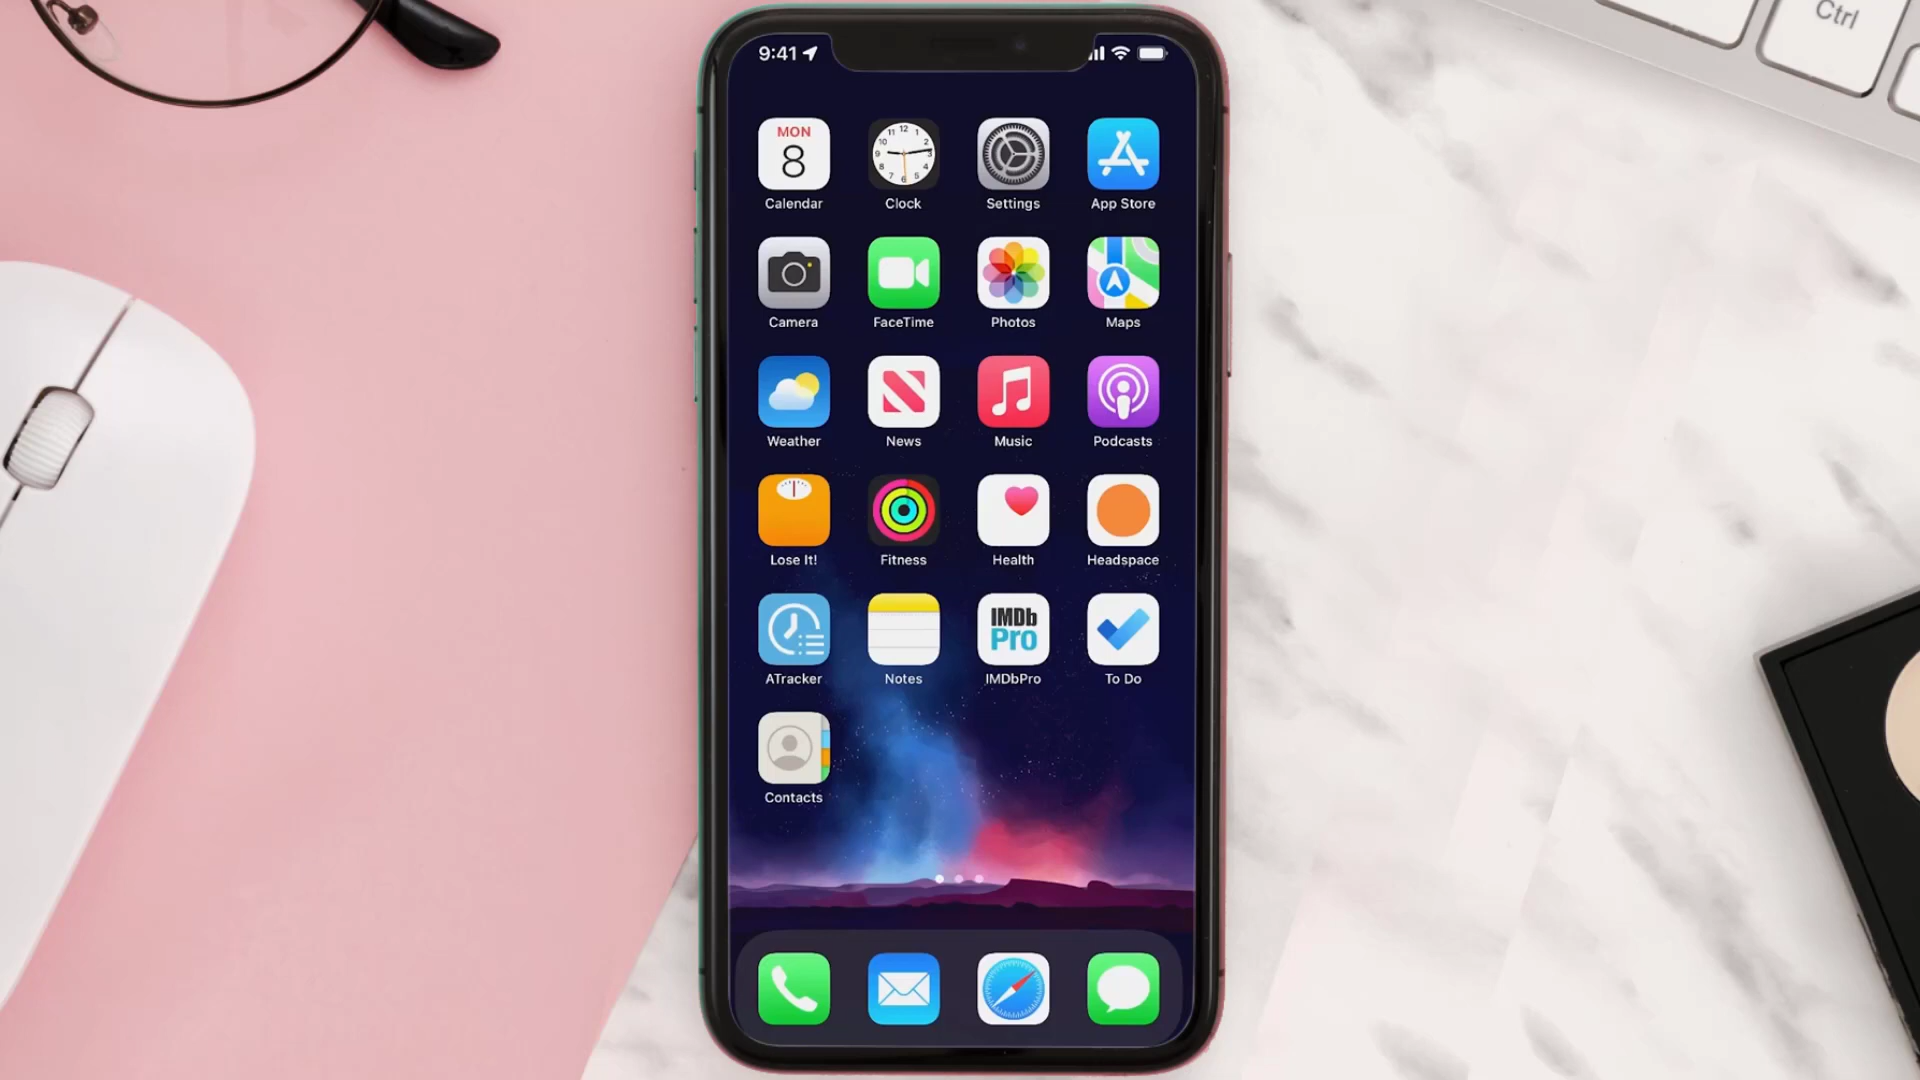 Ctrl
9:41
MON
8
Calendar
Clock
Settings
App Store
Camera
FaceTime
Photos
Maps
Weather
News
Music
Podcasts
Lose It!
Fitness
Health
Headspace
IMDb
Pro
ATracker
Notes
IMDbPro
To Do
Contacts